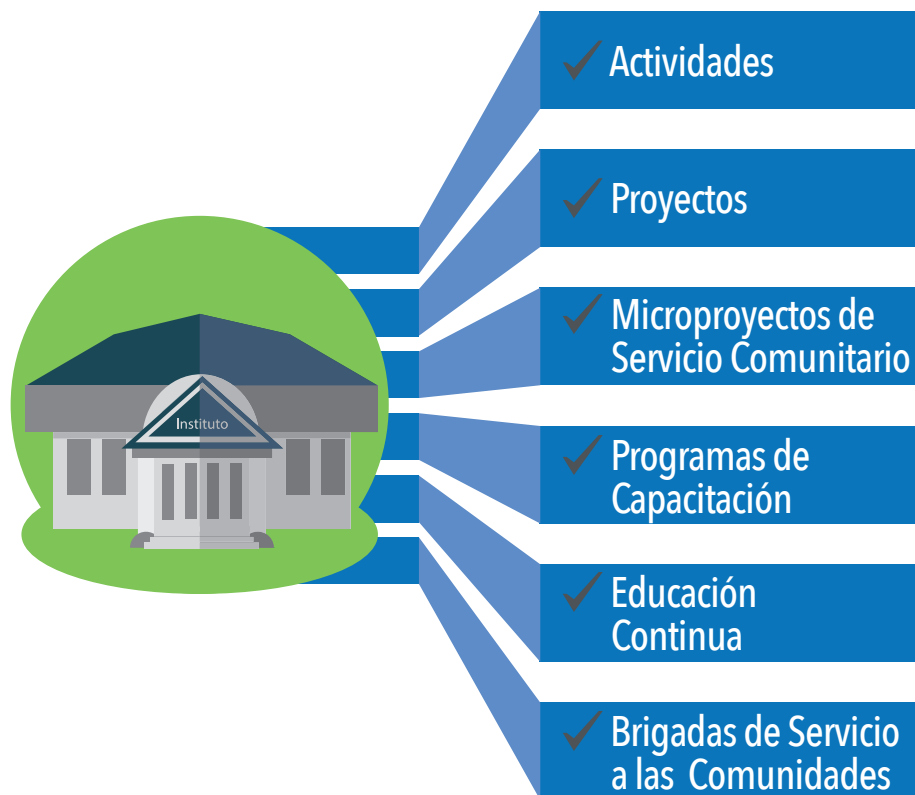 Actividades
Proyectos
Microproyectos de
Servicio Comunitario
Instituto
Programas de
Capacitación
Educación
Continua
Brigadas de Servicio
a las Comunidades